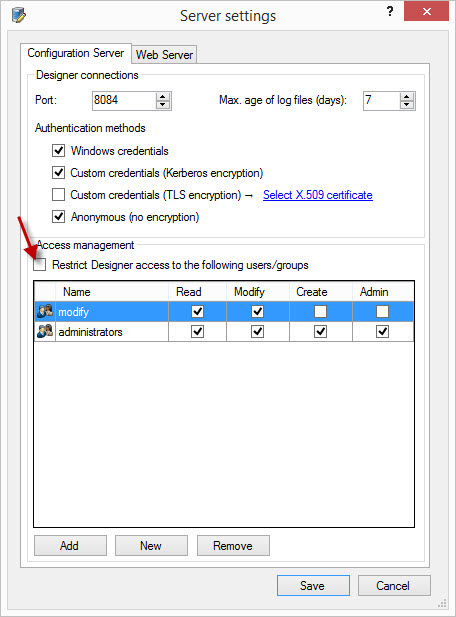 Server settings
?
Configuration Server Web Server
Designer connections
Port: 8084 Max. age of log files (days): 7
Authentication methods
Windows credentials
Custom credentials (Kerberos encryption)
Custom credentials (TLS encryption) → Select X.509 certificate
Anonymous (no encryption)
Access management
Restrict Designer access to the following users/groups
Name Read Modify Create Admin
modify
administrators
Add New Remove
Save Cancel